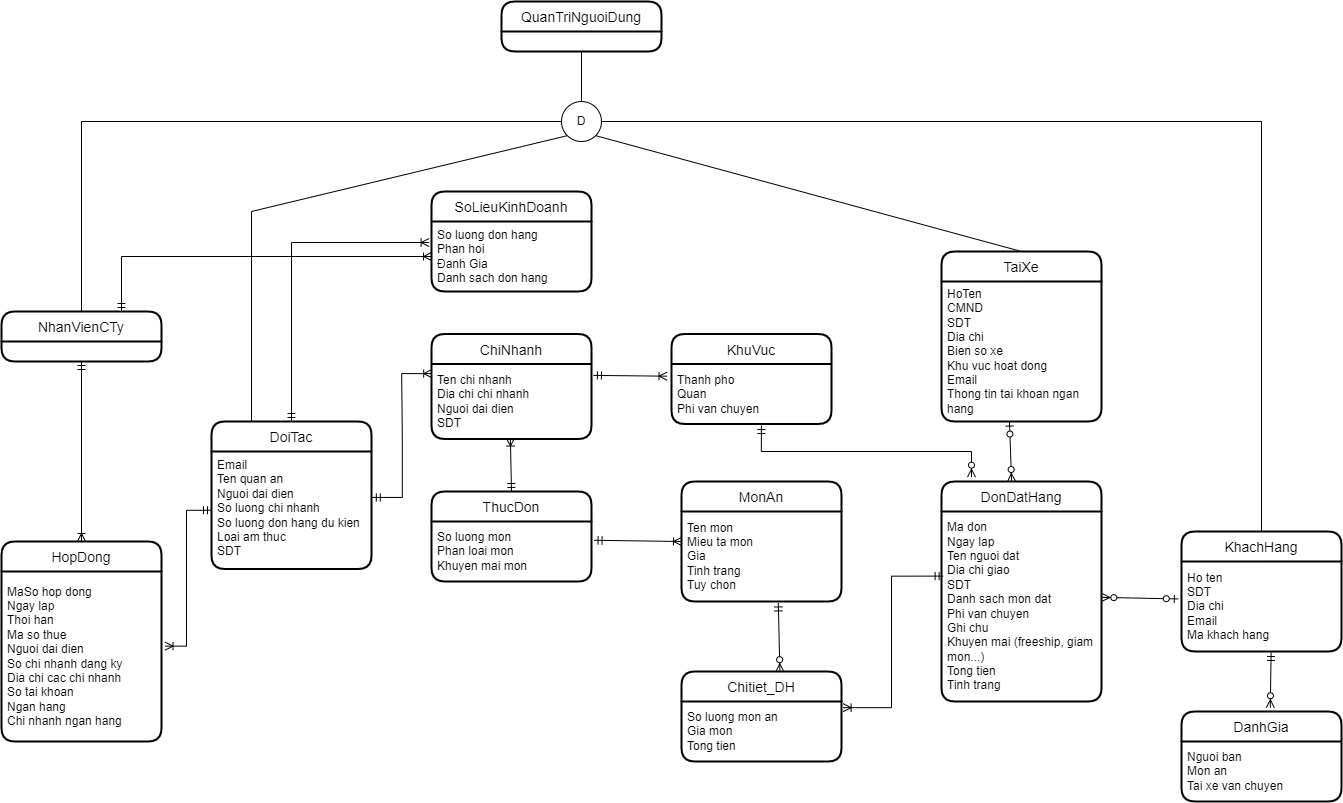 QuanTriNguoiDung
D
SoLieuKinhDoanh
So luong don hang
Phan hoi
Đanh Gia
Danh sach don hang
TaiXe
HoTen
CMND
SDT
Dia chi
Bien so xe
Khu vuc hoat dong
Email
Thong tin tai khoan ngan
hang
NhanVienCTy
ChiNhanh
Ten chi nhanh
Dia chi chi nhanh
Nguoi dai dien
SDT
KhuVuc
Thanh pho
Quan
Phi van chuyen
DoiTac
Email
Ten quan an
Nguoi dai dien
So luong chi nhanh
So luong don hang du kien
Loai am thuc
SDT
ThucDon
So luong mon
Phan loai mon
Khuyen mai mon
MonAn
Ten mon
Mieu ta mon
Gia
Tinh trang
Tuy chon
DonDatHang
Ma don
Ngay lap
Ten nguoi dat
Dia chi giao
SDT
Danh sach mon dat
Phi van chuyen
Ghi chu
Khuyen mai (freeship, giam
mon...)
Tong tien
Tinh trang
HopDong
MaSo hop dong
Ngay lap
Thoi han
Ma so thue
Nguoi dai dien
So chi nhanh dang ky
Dia chi cac chi nhanh
So tai khoan
Ngan hang
Chi nhanh ngan hang
KhachHang
Ho ten
SDT
Dia chi
Email
Ma khach hang
Chitiet_DH
So luong mon an
Gia mon
Tong tien
DanhGia
Nguoi ban
Mon an
Tai xe van chuyen